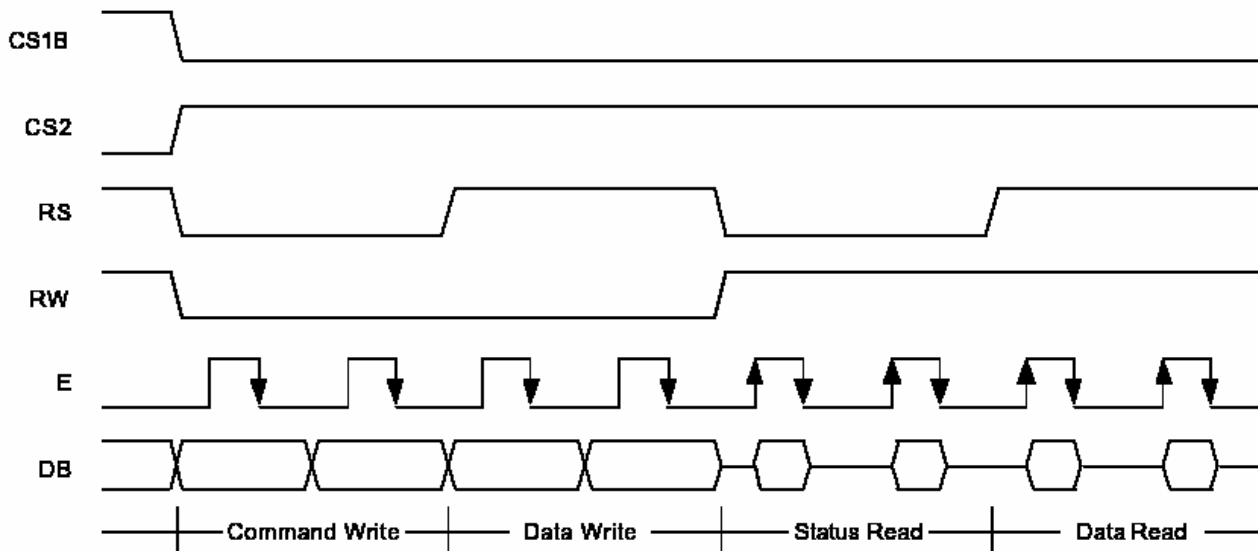 CS1B
CS2
RS
RW
E
DB
Command Write Data Write Status Read Data Read